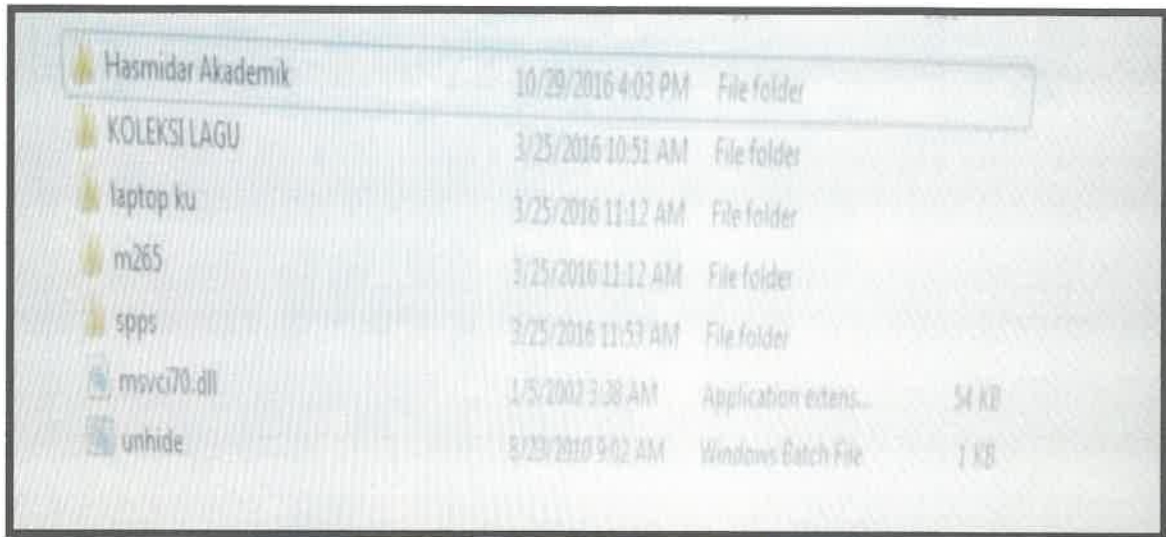 Hasmidar Akademik 10/29/2016 4:03 PM File folder
KOLEKSI LAGU 3/25/2016 10:51 AM File folder
laptop ku 3/25/2016 11:12 AM File folder
m265 3/25/2016 11:12 AM File folder
spps 3/25/2016 11:53 AM File folder
msvci70.dll 1/5/2002 3:38 AM Application extens... 54 KB
unhide 8/23/2010 9:02 AM Windows Batch File 1 KB